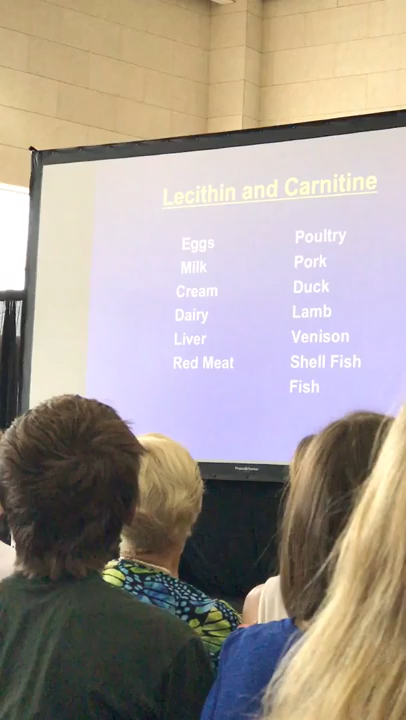 Lecithin and Carnitine
Eggs
Milk
Cream
Dairy
Liver
Red Meat
Poultry
Pork
Duck
Lamb
Venison
Shell Fish
Fish